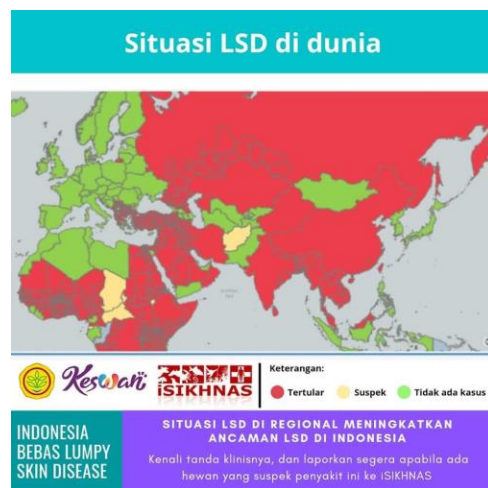 Situasi LSD di dunia
Keswan
iSIKHNAS
Keterangan:
Tertular
Suspek
Tidak ada kasus
INDONESIA
BEBAS LUMPY
SKIN DISEASE
SITUASI LSD DI REGIONAL MENINGKATKAN
ANCAMAN LSD DI INDONESIA
Kenali tanda klinisnya, dan laporkan segera apabila ada
hewan yang suspek penyakit ini ke iSIKHNAS